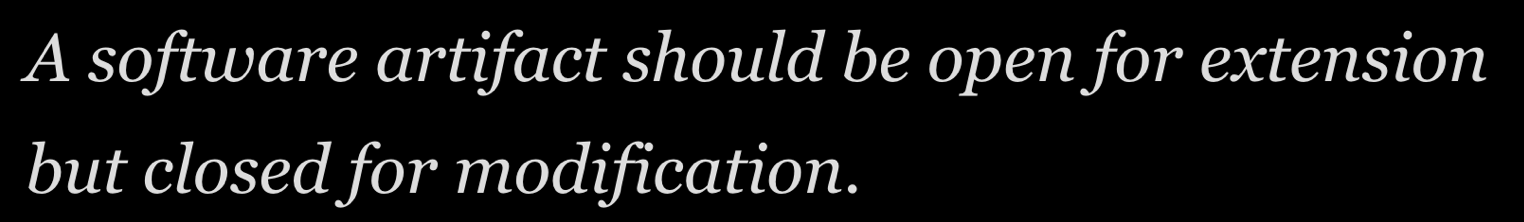 A software artifact should be open for extension
but closed for modification.